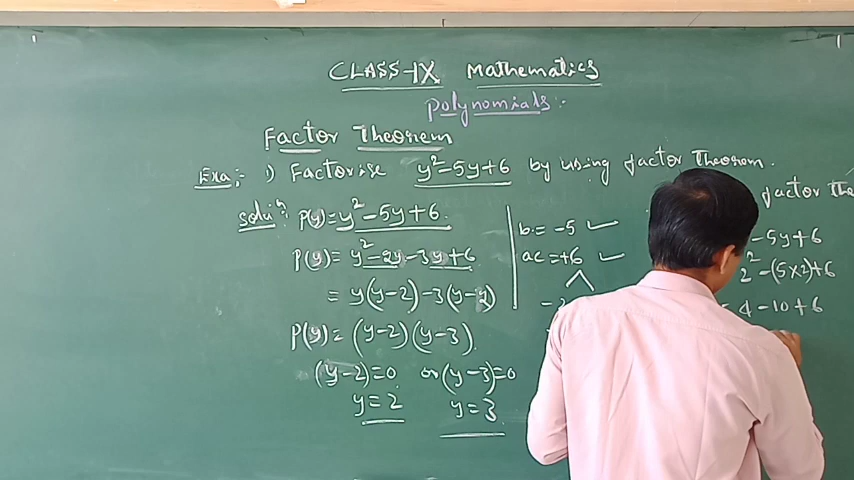 CLASS-IX Mathematics
Polynomials:-
Factor Theorem
Exa:- 1) Factorise y²-5y+6 by using factor Theorem.
Soluⁿ: P(y)= y²-5y+6.
P(y)= y²-2y-3y+6
= y(y-2)-3(y-2)
P(y)= (y-2)(y-3)
(y-2)=0 or (y-3)=0
y=2 y=3
b=-5
ac=+6
factor
-5y+6
2²-(5×2)+6
4-10+6